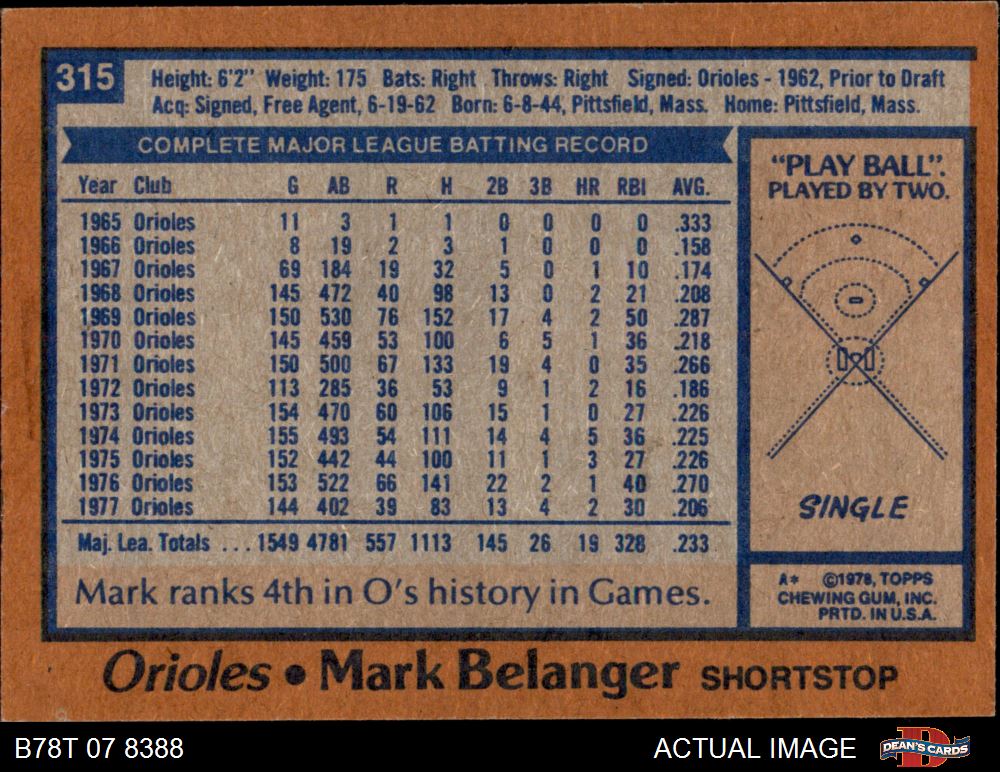 315
Height: 6'2" Weight: 175 Bats: Right Throws: Right Signed: Orioles - 1962, Prior to Draft
Acq: Signed, Free Agent, 6-19-62 Born: 6-8-44, Pittsfield, Mass. Home: Pittsfield, Mass.
COMPLETE MAJOR LEAGUE BATTING RECORD
Year Club G AB R H 2B 3B HR RBI AVG.
1965 Orioles 11 3 1 1 0 0 0 0 .333
1966 Orioles 8 19 2 3 1 0 0 0 .158
1967 Orioles 69 184 19 32 5 0 1 10 .174
1968 Orioles 145 472 40 98 13 0 2 21 .208
1969 Orioles 150 530 76 152 17 4 2 50 .287
1970 Orioles 145 459 53 100 6 5 1 36 .218
1971 Orioles 150 500 67 133 19 4 0 35 .266
1972 Orioles 113 285 36 53 9 1 2 16 .186
1973 Orioles 154 470 60 106 15 1 0 27 .226
1974 Orioles 155 493 54 111 14 4 5 36 .225
1975 Orioles 152 442 44 100 11 1 3 27 .226
1976 Orioles 153 522 66 141 22 2 1 40 .270
1977 Orioles 144 402 39 83 13 4 2 30 .206
Maj. Lea. Totals ... 1549 4781 557 1113 145 26 19 328 .233
Mark ranks 4th in O's history in Games.
"PLAY BALL".
PLAYED BY TWO.
SINGLE
A* ©1978, TOPPS
CHEWING GUM, INC.
PRTD. IN U.S.A.
Orioles • Mark Belanger SHORTSTOP
B78T 07 8388
ACTUAL IMAGE
D
DEAN'S CARDS